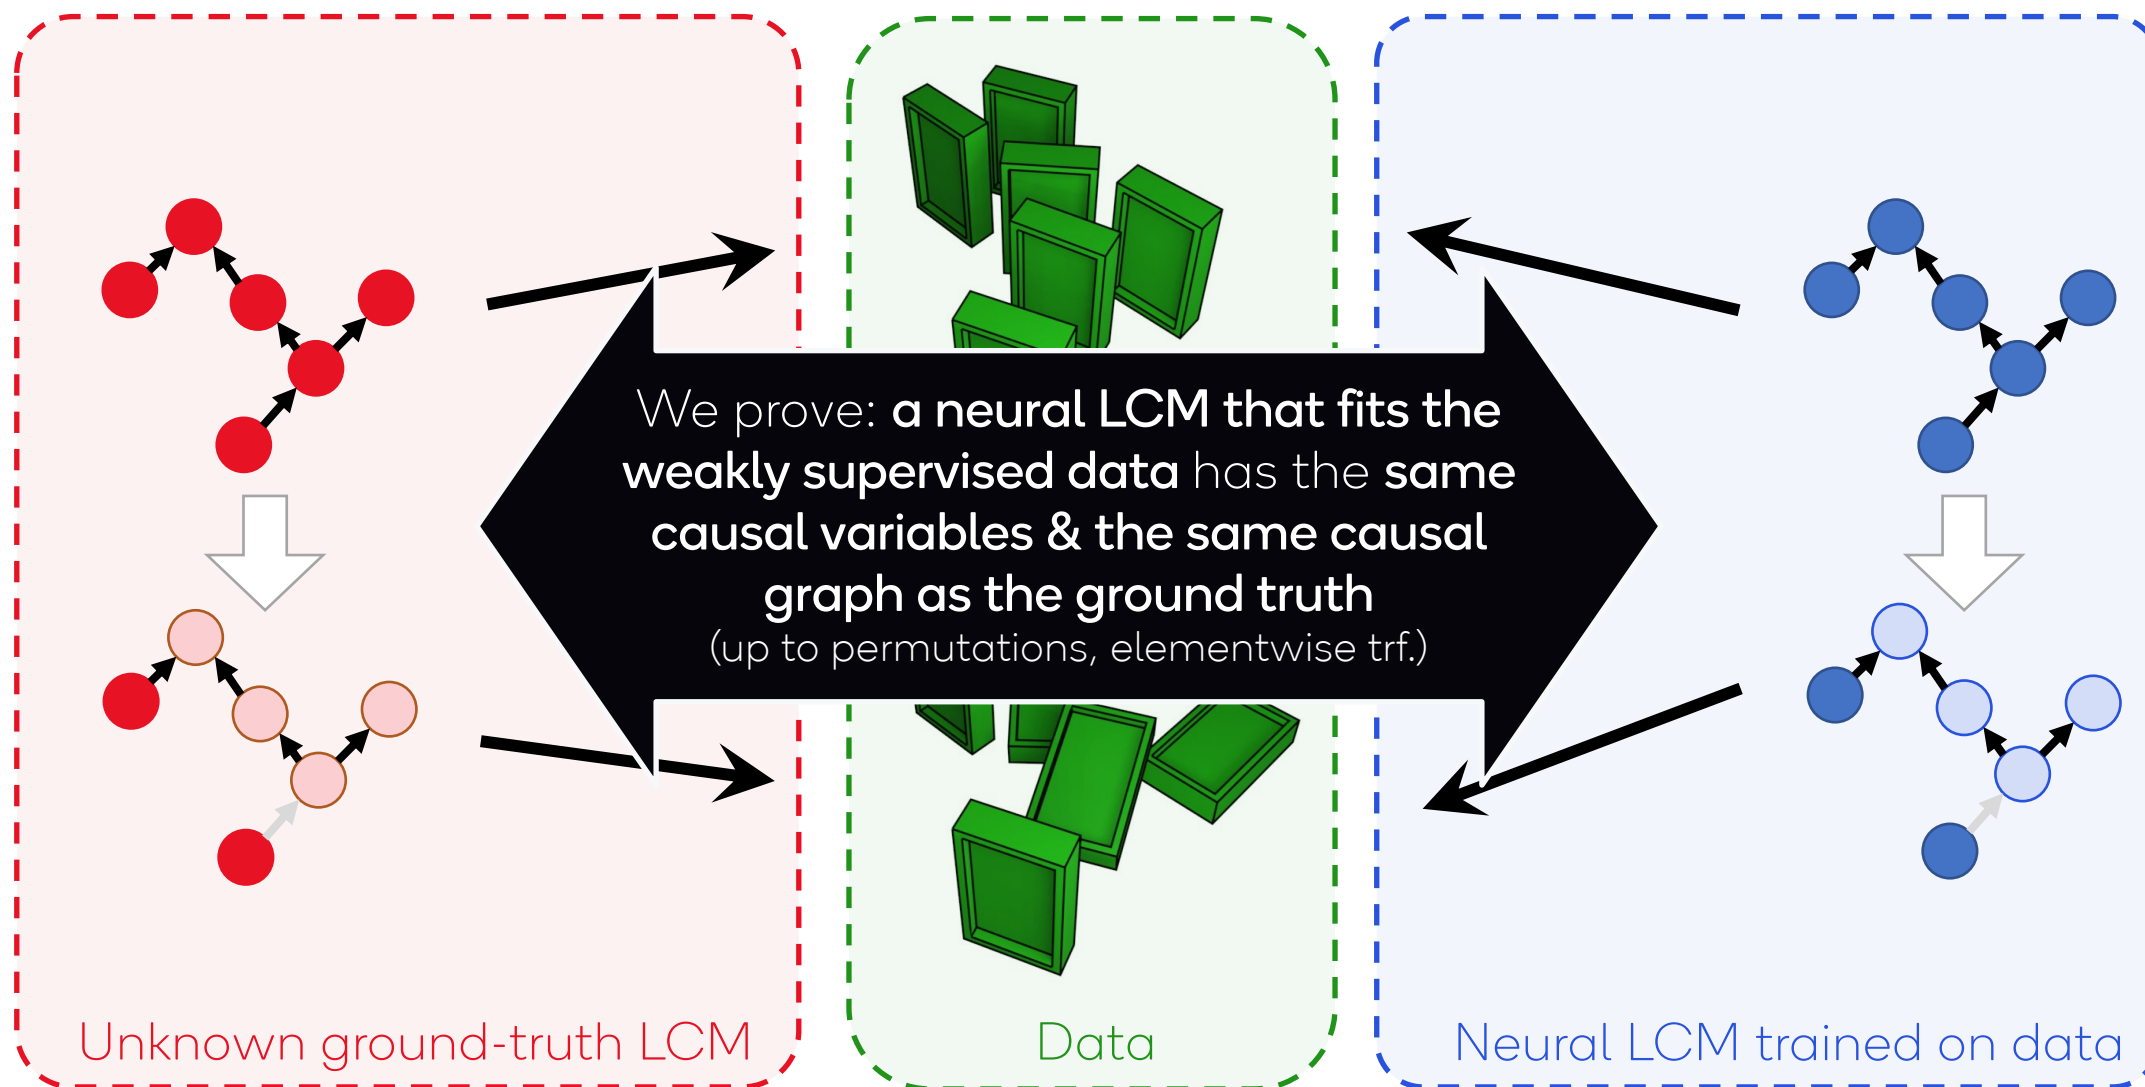 We prove: a neural LCM that fits the
weakly supervised data has the same
causal variables & the same causal
graph as the ground truth
(up to permutations, elementwise trf.)
Unknown ground-truth LCM
Data
Neural LCM trained on data